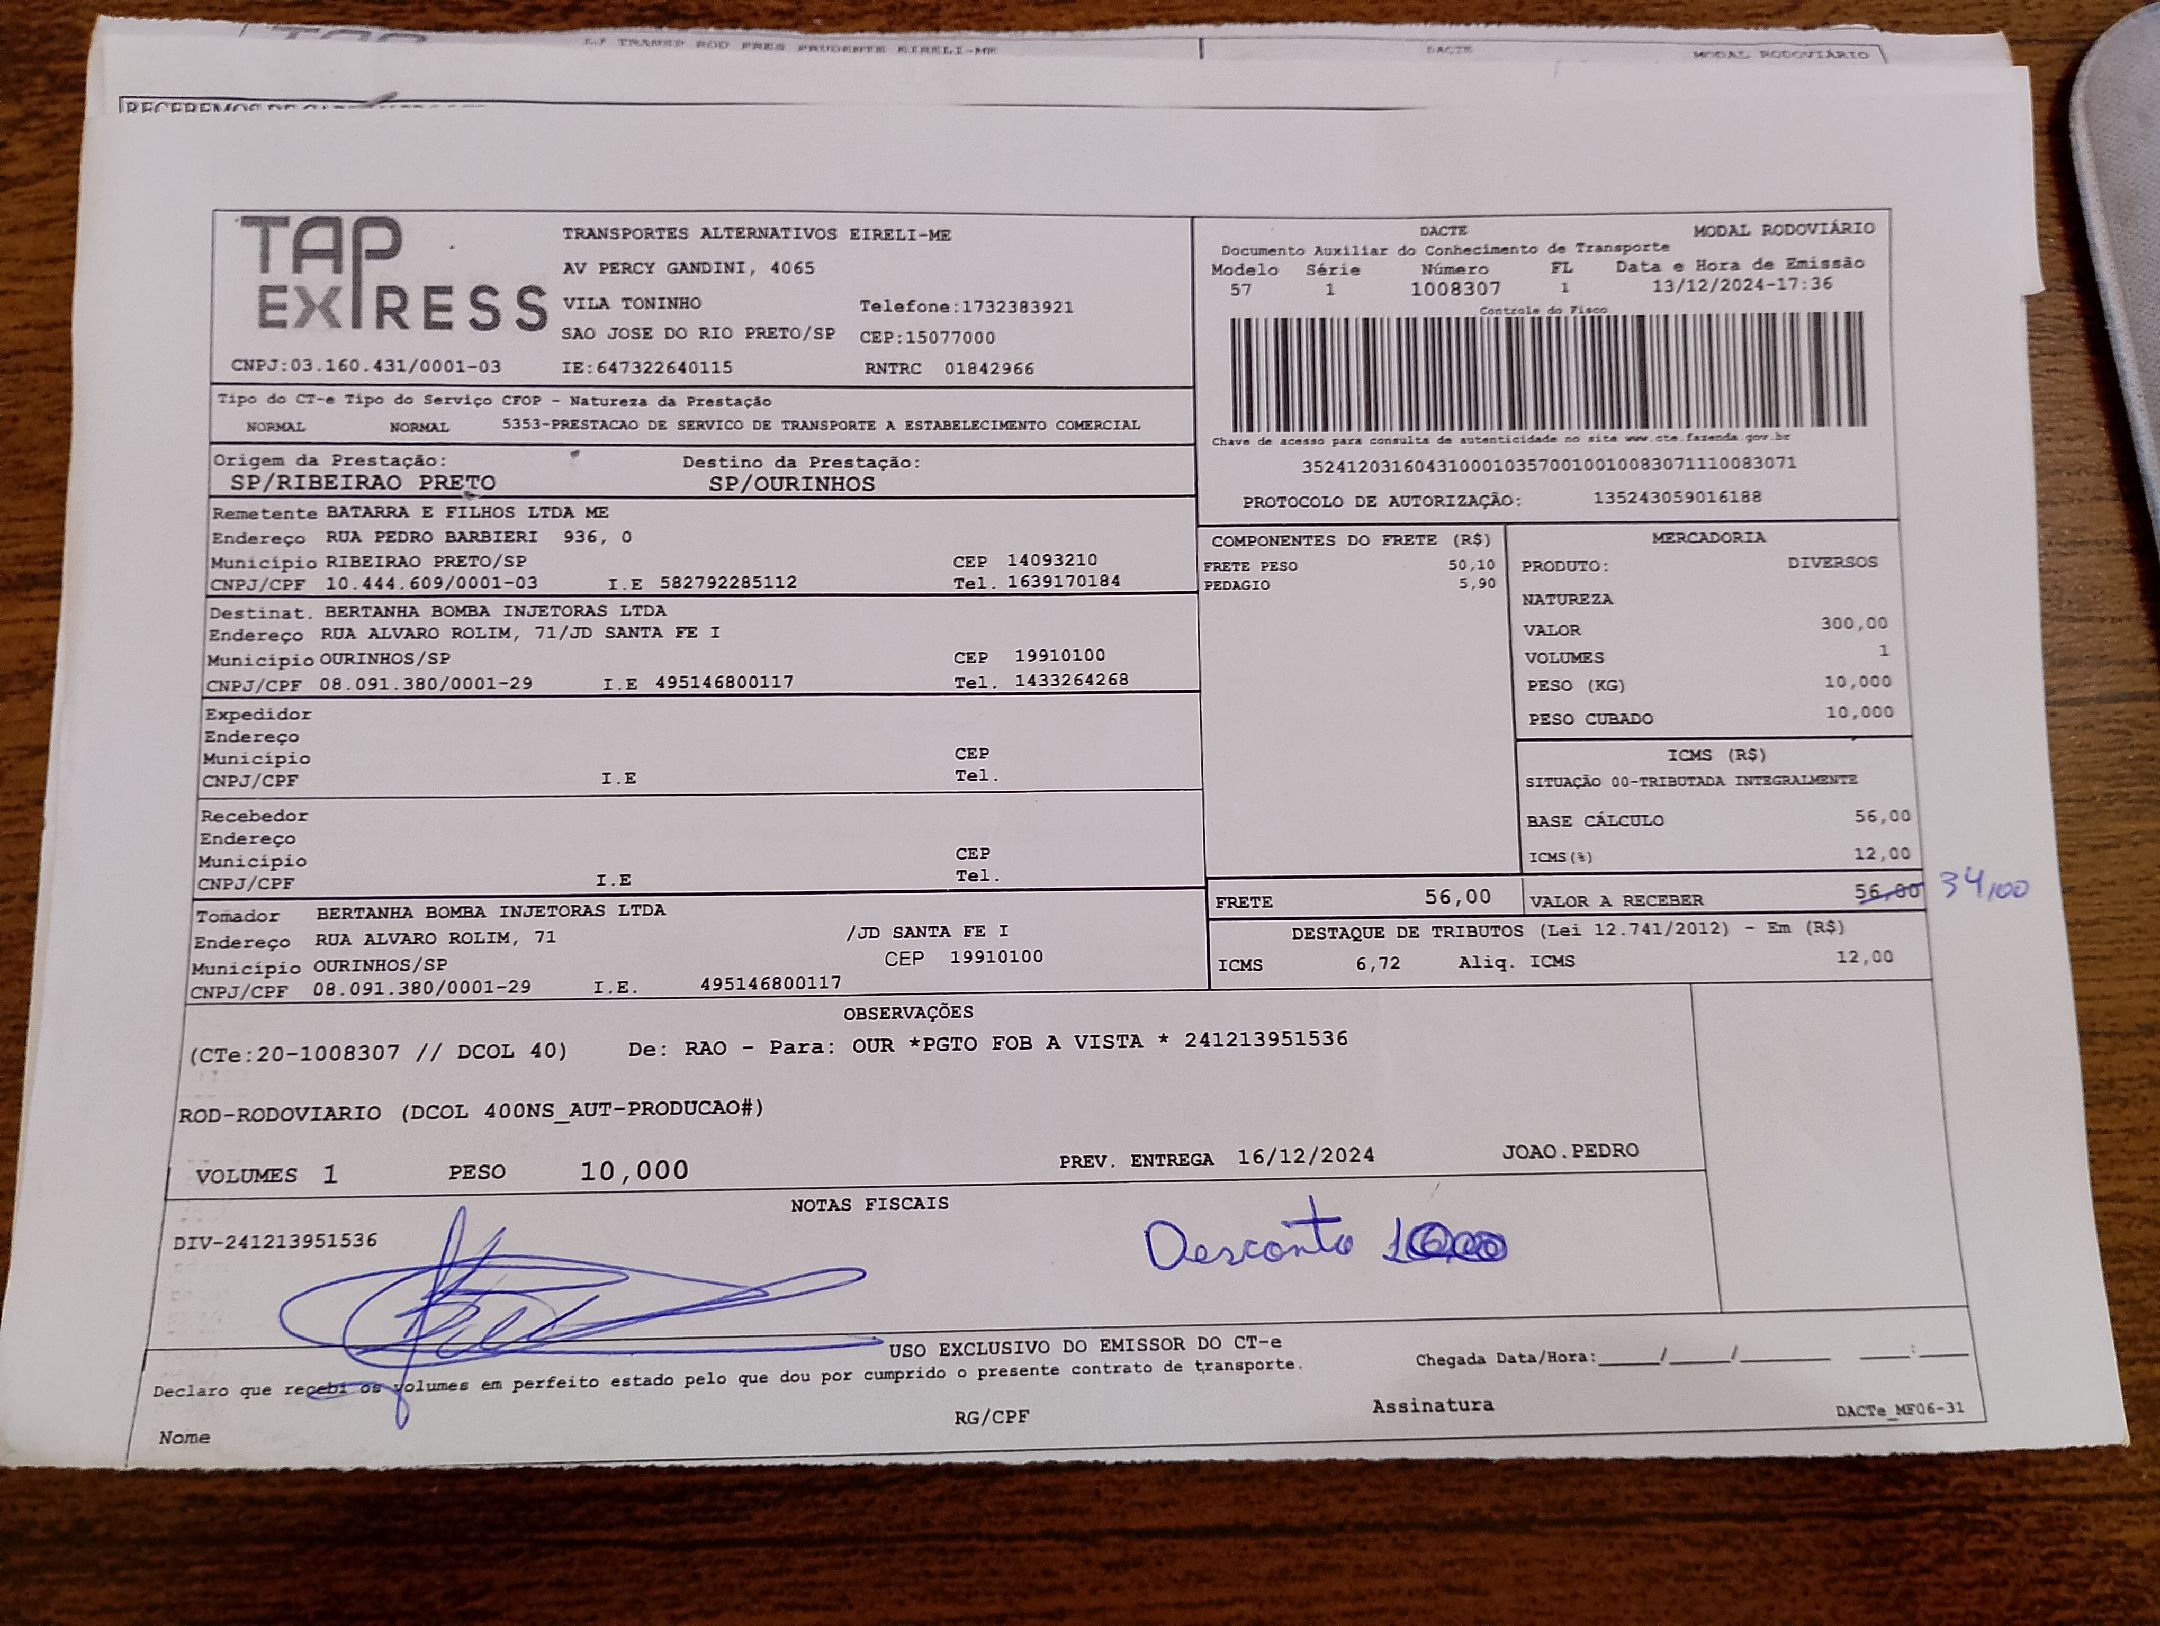 LJ TRANSP ROD PRES PRUDENTE EIRELI-ME DACTE MODAL RODOVIÁRIO
RECEBEMOS DE
TAP
EXPRESS
TRANSPORTES ALTERNATIVOS EIRELI-ME
AV PERCY GANDINI, 4065
VILA TONINHO Telefone:1732383921
SAO JOSE DO RIO PRETO/SP CEP:15077000
CNPJ:03.160.431/0001-03 IE:647322640115 RNTRC 01842966
DACTE MODAL RODOVIÁRIO
Documento Auxiliar do Conhecimento de Transporte
Modelo Série Número FL Data e Hora de Emissão
57 1 1008307 1 13/12/2024-17:36
Controle do Fisco
Chave de acesso para consulta de autenticidade no site www.cte.fazenda.gov.br
35241203160431000103570010010083071110083071
PROTOCOLO DE AUTORIZAÇÃO: 135243059016188
Tipo do CT-e Tipo do Serviço CFOP - Natureza da Prestação
NORMAL NORMAL 5353-PRESTACAO DE SERVICO DE TRANSPORTE A ESTABELECIMENTO COMERCIAL
Origem da Prestação: Destino da Prestação:
SP/RIBEIRAO PRETO SP/OURINHOS
Remetente BATARRA E FILHOS LTDA ME
Endereço RUA PEDRO BARBIERI 936, 0
Município RIBEIRAO PRETO/SP CEP 14093210
CNPJ/CPF 10.444.609/0001-03 I.E 582792285112 Tel. 1639170184
Destinat. BERTANHA BOMBA INJETORAS LTDA
Endereço RUA ALVARO ROLIM, 71/JD SANTA FE I
Município OURINHOS/SP CEP 19910100
CNPJ/CPF 08.091.380/0001-29 I.E 495146800117 Tel. 1433264268
Expedidor
Endereço
Município CEP
CNPJ/CPF I.E Tel.
Recebedor
Endereço
Município CEP
CNPJ/CPF I.E Tel.
Tomador BERTANHA BOMBA INJETORAS LTDA
Endereço RUA ALVARO ROLIM, 71 /JD SANTA FE I
Município OURINHOS/SP CEP 19910100
CNPJ/CPF 08.091.380/0001-29 I.E. 495146800117
COMPONENTES DO FRETE (R$)
FRETE PESO 50,10
PEDAGIO 5,90
MERCADORIA
PRODUTO: DIVERSOS
NATUREZA
VALOR 300,00
VOLUMES 1
PESO (KG) 10,000
PESO CUBADO 10,000
ICMS (R$)
SITUAÇÃO 00-TRIBUTADA INTEGRALMENTE
BASE CÁLCULO 56,00
ICMS(%) 12,00
FRETE 56,00 VALOR A RECEBER 56,00 34,00
DESTAQUE DE TRIBUTOS (Lei 12.741/2012) - Em (R$)
ICMS 6,72 Aliq. ICMS 12,00
OBSERVAÇÕES
(CTe:20-1008307 // DCOL 40) De: RAO - Para: OUR *PGTO FOB A VISTA * 241213951536
ROD-RODOVIARIO (DCOL 400NS_AUT-PRODUCAO#)
VOLUMES 1 PESO 10,000 PREV. ENTREGA 16/12/2024 JOAO.PEDRO
NOTAS FISCAIS
DIV-241213951536
Desconto
USO EXCLUSIVO DO EMISSOR DO CT-e
Declaro que recebi os volumes em perfeito estado pelo que dou por cumprido o presente contrato de transporte. Chegada Data/Hora:____/____/______ ____:____
Nome RG/CPF Assinatura DACTe_MF06-31